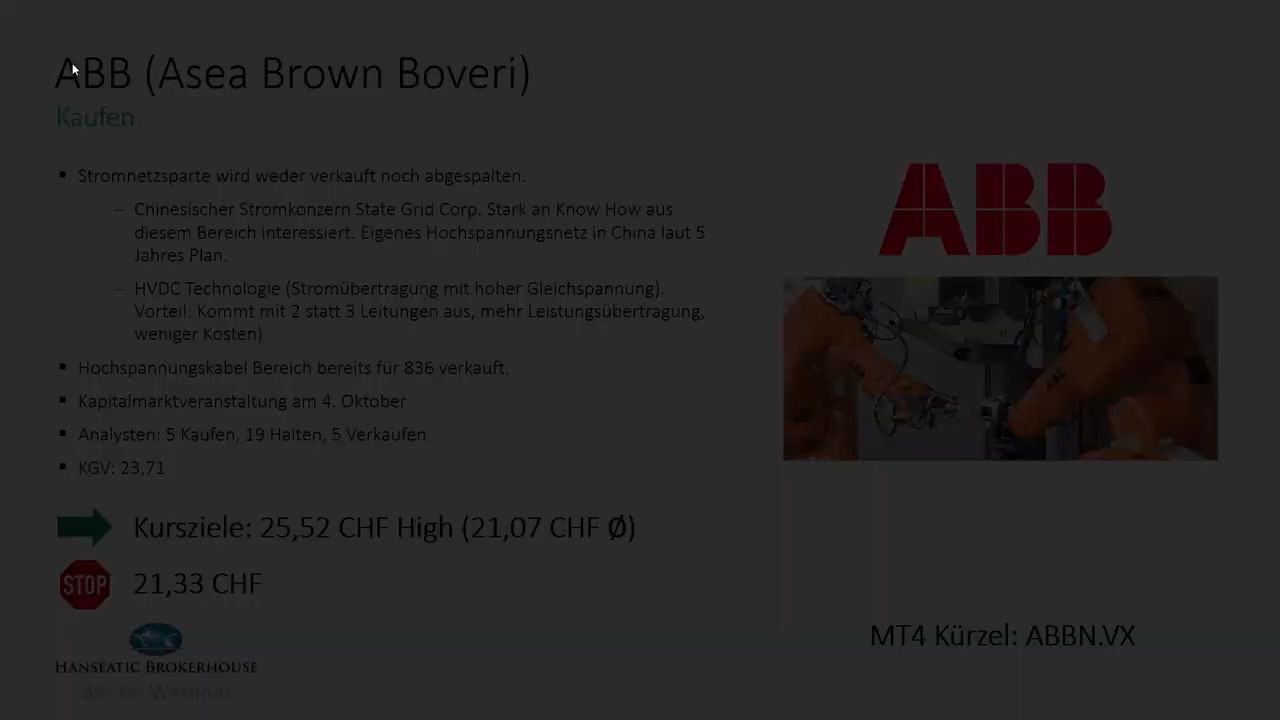 ABB (Asea Brown Boveri)
Kaufen
▪ Stromnetzsparte wird weder verkauft noch abgespalten.
– Chinesischer Stromkonzern State Grid Corp. Stark an Know How aus
diesem Bereich interessiert. Eigenes Hochspannungsnetz in China laut 5
Jahres Plan.
– HVDC Technologie (Stromübertragung mit hoher Gleichspannung).
Vorteil: Kommt mit 2 statt 3 Leitungen aus, mehr Leistungsübertragung,
weniger Kosten)
▪ Hochspannungskabel Bereich bereits für 836 verkauft.
▪ Kapitalmarktveranstaltung am 4. Oktober
▪ Analysten: 5 Kaufen, 19 Halten, 5 Verkaufen
▪ KGV: 23,71
Kursziele: 25,52 CHF High (21,07 CHF Ø)
STOP 21,33 CHF
HANSEATIC BROKERHOUSE
ABB
MT4 Kürzel: ABBN.VX